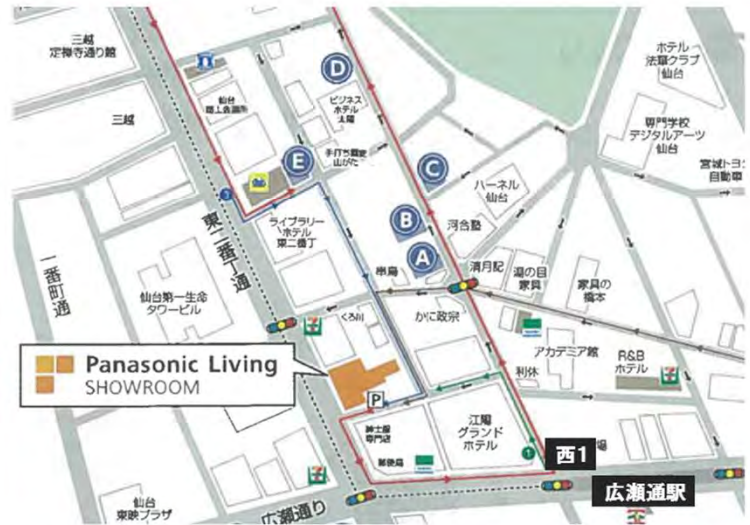 三越
定禅寺通り館
三越
仙台
商工会議所
D
ビジネス
ホテル
太陽
手打ち蕎麦
山がた
E
C
B
A
ホテル
法華クラブ
仙台
専門学校
デジタルアーツ
仙台
宮城トヨ
自動車
ハーネル
仙台
河合塾
ライブラリー
ホテル
東二番丁
東二番丁通
一番町通
仙台第一生命
タワービル
串鳥
清月記
湯の目
家具
家具の
橋本
くろ川
かに政宗
アカデミア館
利休
R&B
ホテル
Panasonic Living
SHOWROOM
P
紳士服
専門店
郵便局
江陽
グランド
ホテル
1
西1
場
広瀬通駅
広瀬通り
仙台
東映プラザ